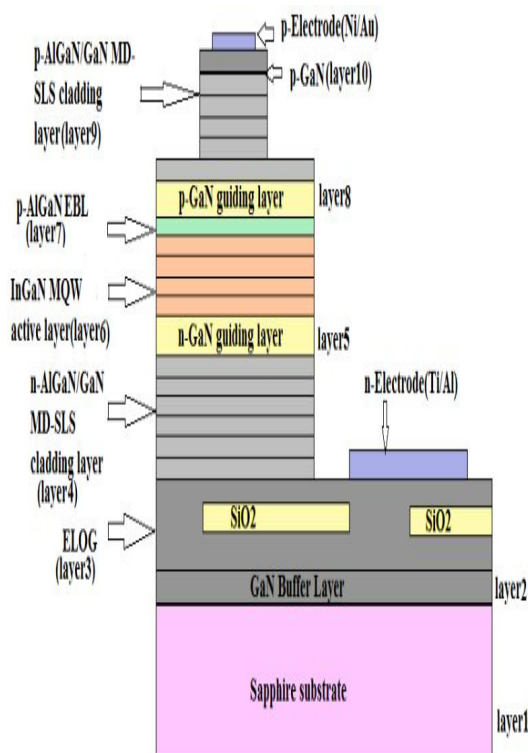 p-Electrode(Ni/Au)
p-AlGaN/GaN MD-
SLS cladding
layer(layer9)
p-GaN(layer10)
p-GaN guiding layer
layer8
p-AlGaN EBL
(layer7)
InGaN MQW
active layer(layer6)
n-GaN guiding layer
layer5
n-AlGaN/GaN
MD-SLS
cladding layer
(layer4)
n-Electrode(Ti/Al)
SiO2
SiO2
ELOG
(layer3)
GaN Buffer Layer
layer2
Sapphire substrate
layer1